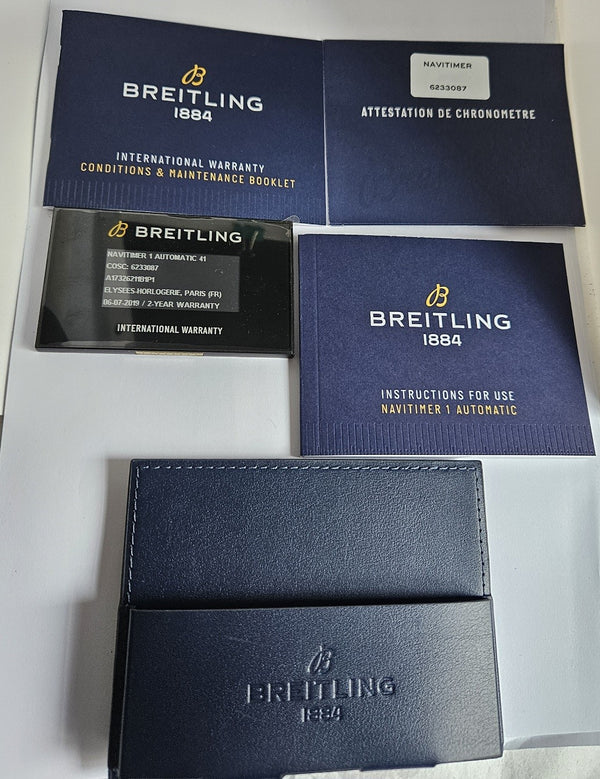 BREITLING
1884
INTERNATIONAL WARRANTY
CONDITIONS & MAINTENANCE BOOKLET
NAVITIMER
6233087
ATTESTATION DE CHRONOMETRE
BREITLING
NAVITIMER 1 AUTOMATIC 41
COSC: 6233087
A17326211B1P1
ELYSEES-HORLOGERIE, PARIS (FR)
06-07-2019 / 2-YEAR WARRANTY
INTERNATIONAL WARRANTY
BREITLING
1884
INSTRUCTIONS FOR USE
NAVITIMER 1 AUTOMATIC
BREITLING
1884